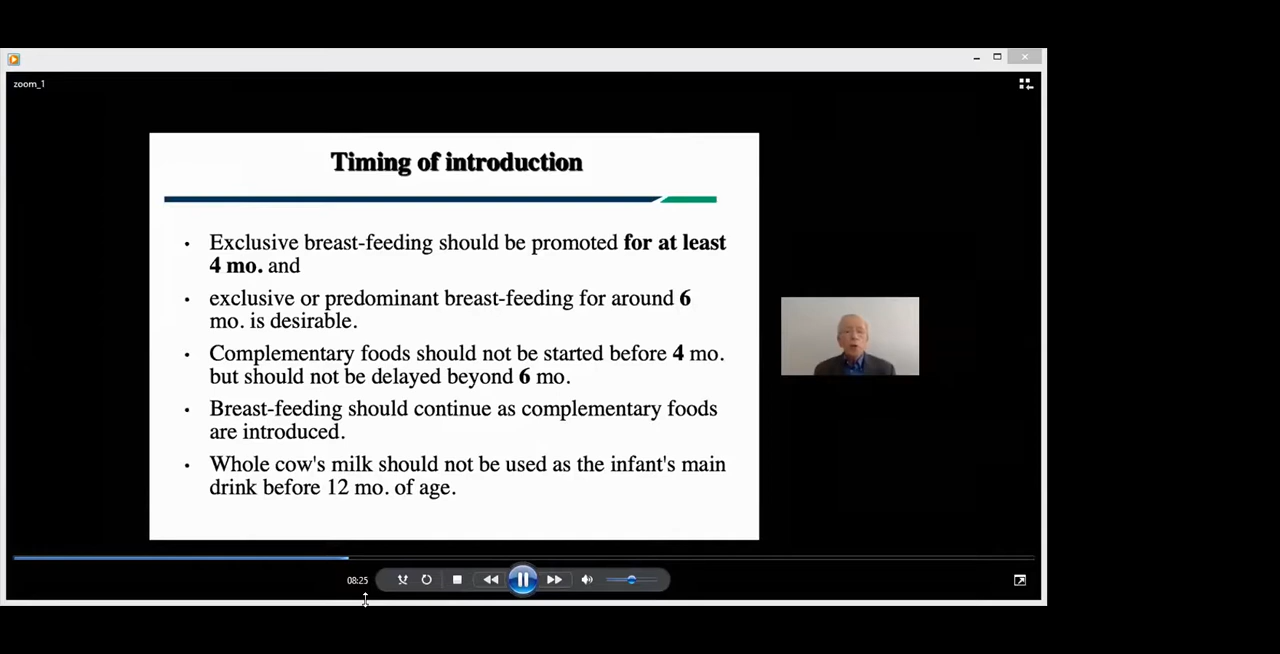 zoom_1
Timing of introduction
• Exclusive breast-feeding should be promoted for at least
4 mo. and
• exclusive or predominant breast-feeding for around 6
mo. is desirable.
• Complementary foods should not be started before 4 mo.
but should not be delayed beyond 6 mo.
• Breast-feeding should continue as complementary foods
are introduced.
• Whole cow's milk should not be used as the infant's main
drink before 12 mo. of age.
08:25